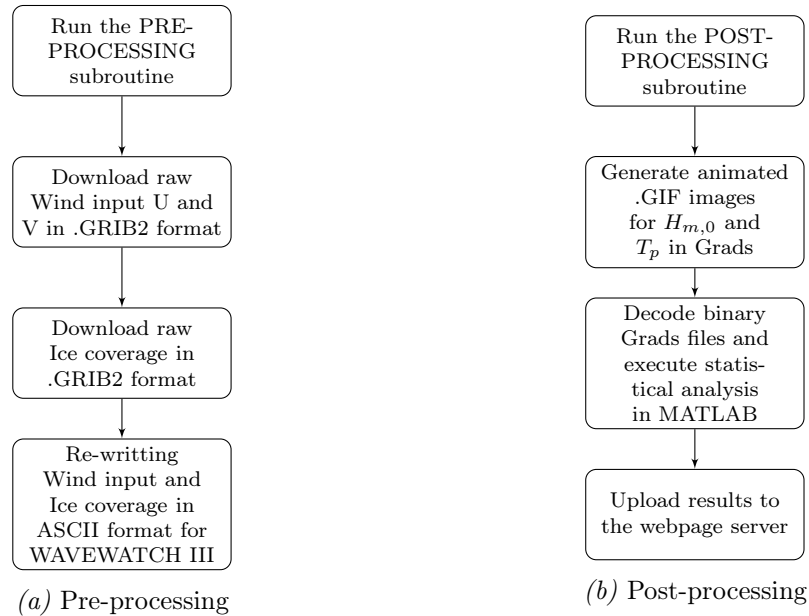 Run the PRE-
PROCESSING
subroutine
Download raw
Wind input U and
V in .GRIB2 format
Download raw
Ice coverage in
.GRIB2 format
Re-writting
Wind input and
Ice coverage in
ASCII format for
WAVEWATCH III
(a) Pre-processing
Run the POST-
PROCESSING
subroutine
Generate animated
.GIF images
for H_{m,0} and
T_p in Grads
Decode binary
Grads files and
execute statis-
tical analysis
in MATLAB
Upload results to
the webpage server
(b) Post-processing